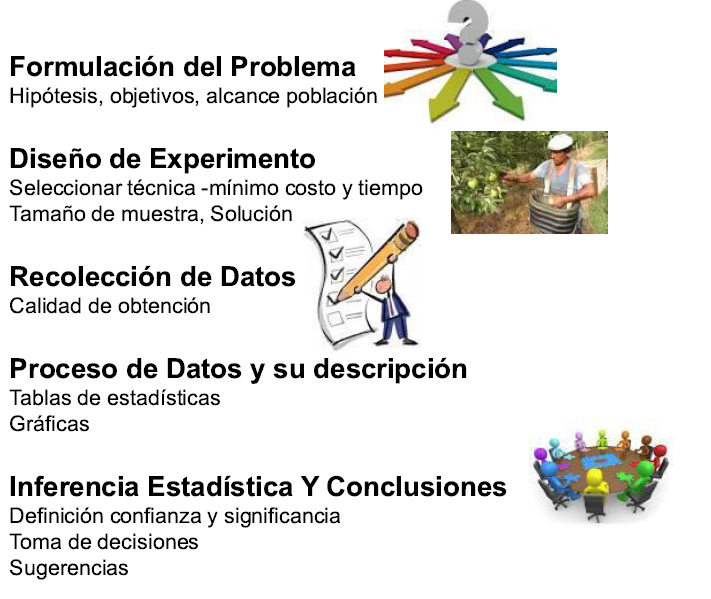 Formulación del Problema
Hipótesis, objetivos, alcance población
Diseño de Experimento
Seleccionar técnica -mínimo costo y tiempo
Tamaño de muestra, Solución
Recolección de Datos
Calidad de obtención
Proceso de Datos y su descripción
Tablas de estadísticas
Gráficas
Inferencia Estadística Y Conclusiones
Definición confianza y significancia
Toma de decisiones
Sugerencias